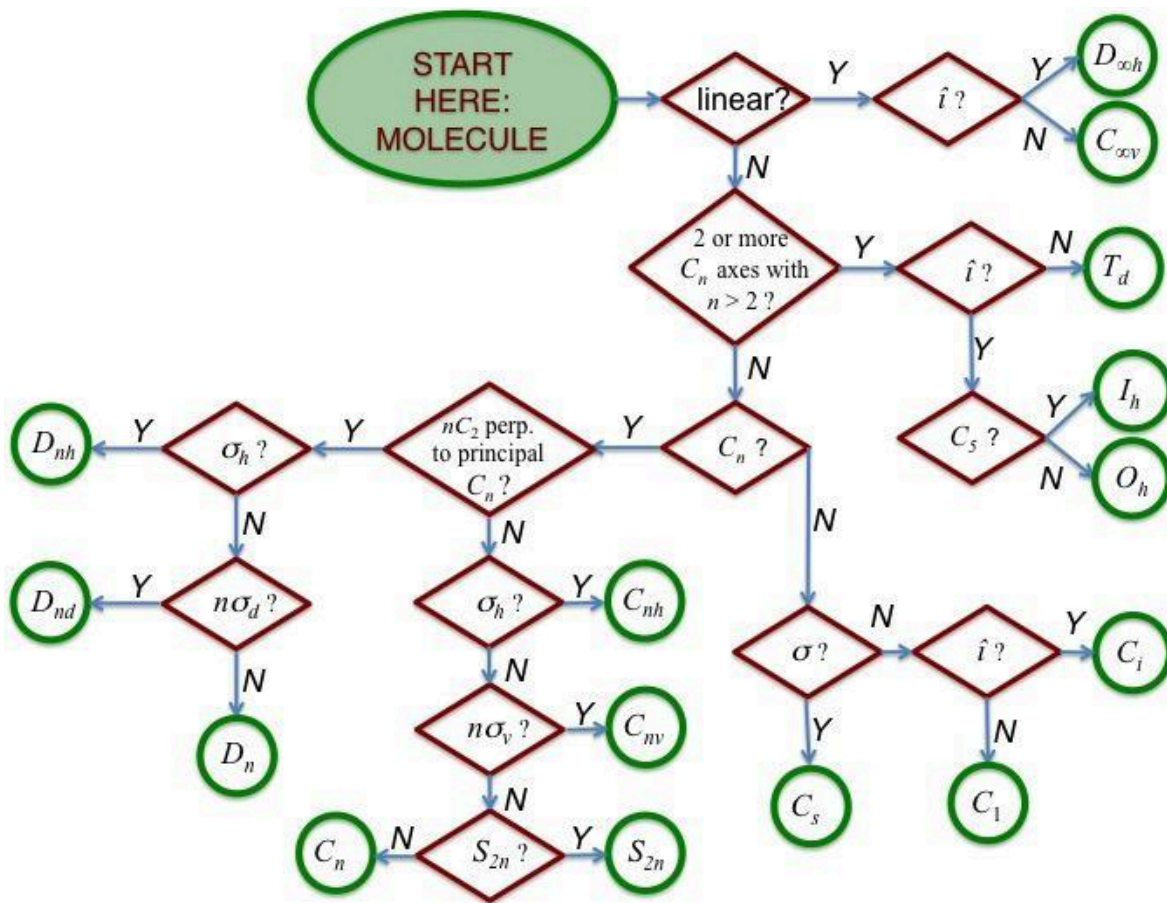 START
HERE:
MOLECULE
linear?
Y
î ?
Y
D∞h
N
C∞v
N
2 or more
Cn axes with
n > 2 ?
Y
î ?
N
Td
Y
C5 ?
Y
Ih
N
Oh
N
Cn ?
Y
nC2 perp.
to principal
Cn ?
Y
σh ?
Y
Dnh
N
nσd ?
Y
Dnd
N
Dn
N
σh ?
Y
Cnh
N
nσv ?
Y
Cnv
N
S2n ?
N
Cn
Y
S2n
N
σ ?
N
î ?
Y
Ci
Y
Cs
N
C1